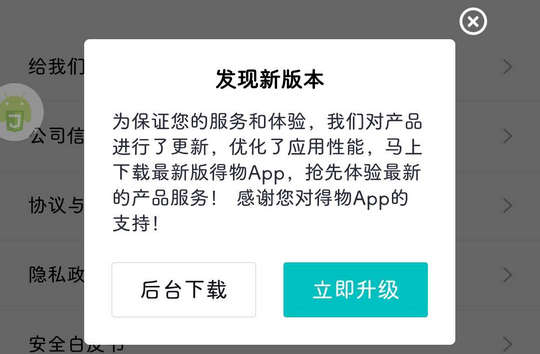 发现新版本
给我们
为保证您的服务和体验，我们对产品
进行了更新，优化了应用性能，马上
公司信
下载最新版得物App，抢先体验最新
的产品服务！ 感谢您对得物App的
协议与
支持！
隐私政
后台下载
立即升级
安全白皮书